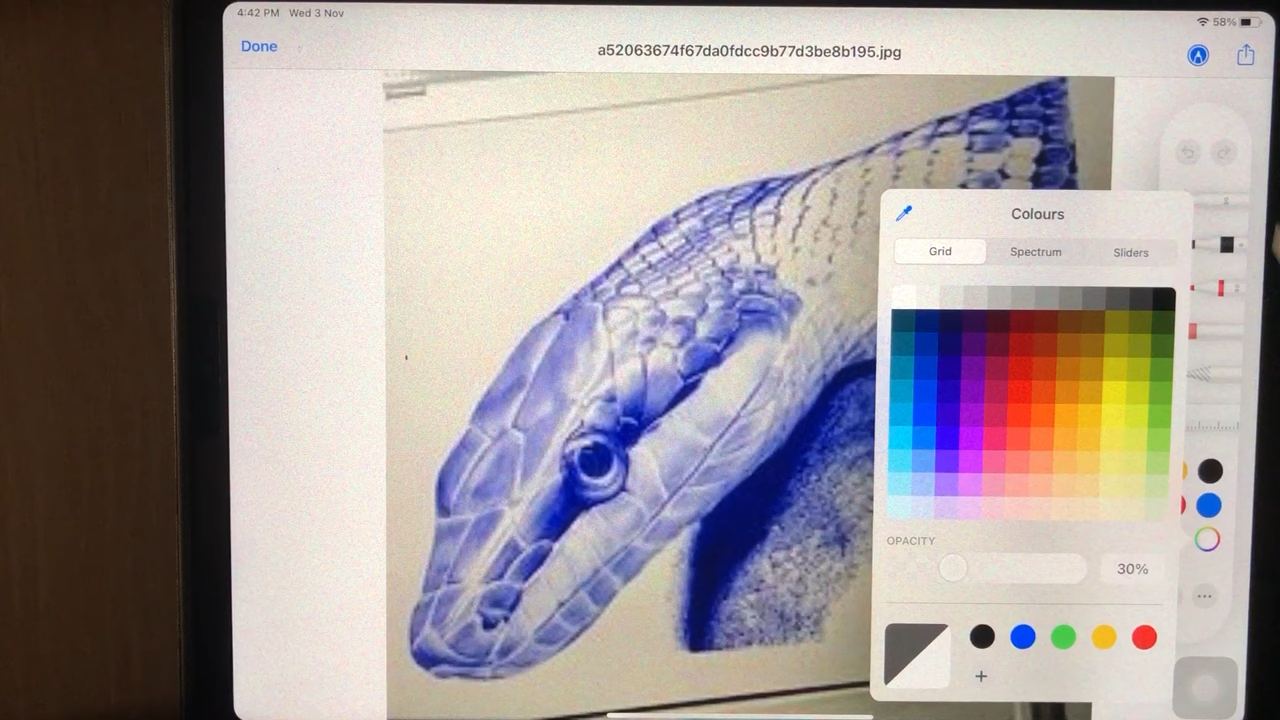 4:42 PM Wed 3 Nov
58%
Done
a52063674f67da0fdcc9b77d3be8b195.jpg
Colours
Grid Spectrum Sliders
OPACITY
30%